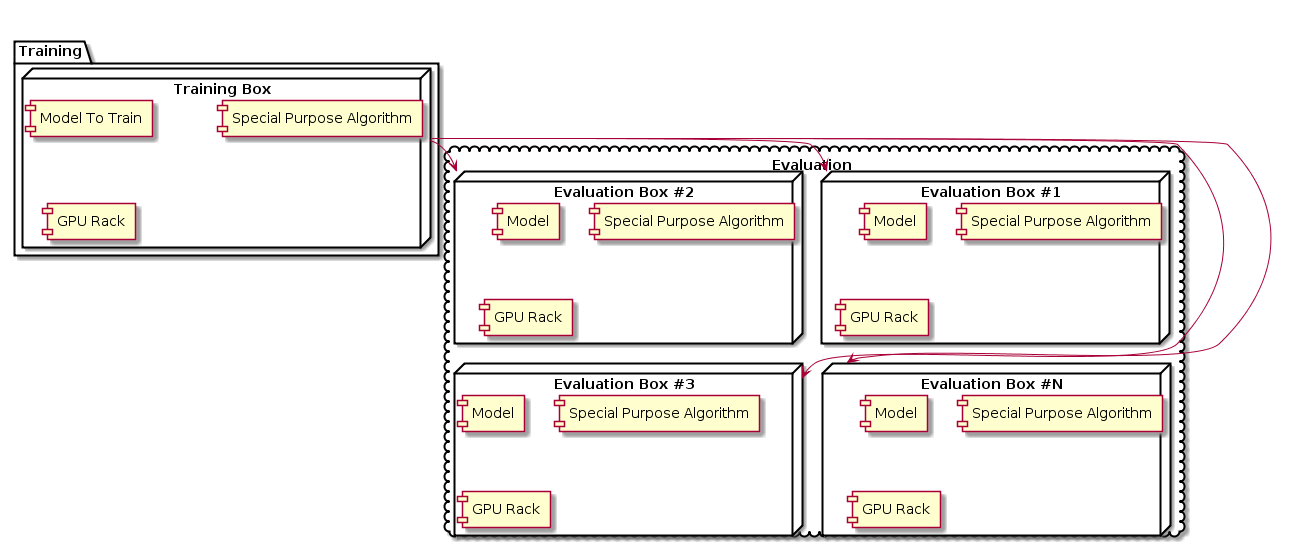 Training
Training Box
Model To Train
Special Purpose Algorithm
GPU Rack
Evaluation
Evaluation Box #2
Model
Special Purpose Algorithm
GPU Rack
Evaluation Box #1
Model
Special Purpose Algorithm
GPU Rack
Evaluation Box #3
Model
Special Purpose Algorithm
GPU Rack
Evaluation Box #N
Model
Special Purpose Algorithm
GPU Rack